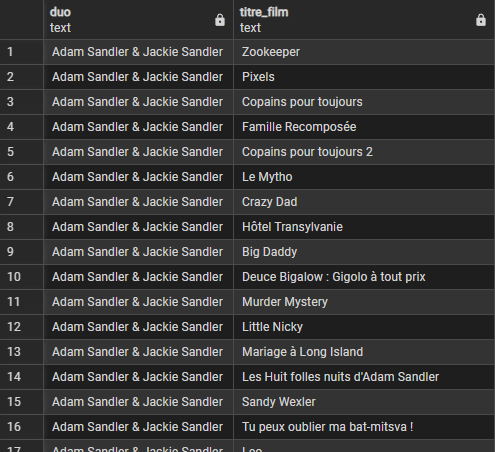 duo titre_film
text text
1 Adam Sandler & Jackie Sandler Zookeeper
2 Adam Sandler & Jackie Sandler Pixels
3 Adam Sandler & Jackie Sandler Copains pour toujours
4 Adam Sandler & Jackie Sandler Famille Recomposée
5 Adam Sandler & Jackie Sandler Copains pour toujours 2
6 Adam Sandler & Jackie Sandler Le Mytho
7 Adam Sandler & Jackie Sandler Crazy Dad
8 Adam Sandler & Jackie Sandler Hôtel Transylvanie
9 Adam Sandler & Jackie Sandler Big Daddy
10 Adam Sandler & Jackie Sandler Deuce Bigalow : Gigolo à tout prix
11 Adam Sandler & Jackie Sandler Murder Mystery
12 Adam Sandler & Jackie Sandler Little Nicky
13 Adam Sandler & Jackie Sandler Mariage à Long Island
14 Adam Sandler & Jackie Sandler Les Huit folles nuits d'Adam Sandler
15 Adam Sandler & Jackie Sandler Sandy Wexler
16 Adam Sandler & Jackie Sandler Tu peux oublier ma bat-mitsva !
17 Adam Sandler & Jackie Sandler